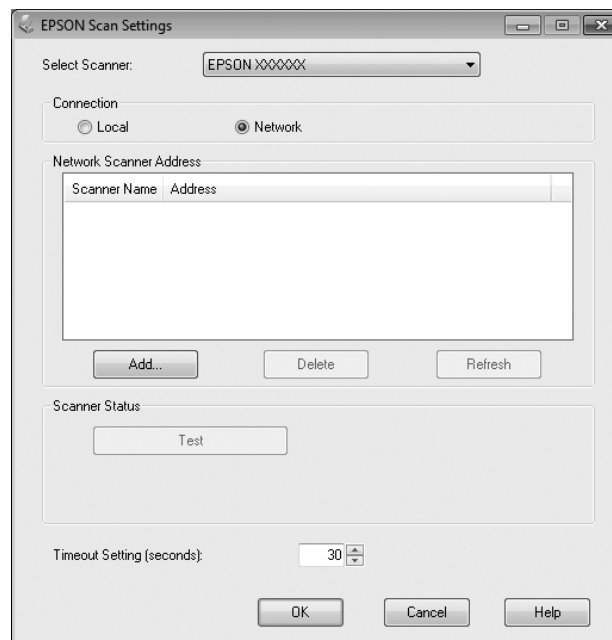 EPSON Scan Settings
Select Scanner: EPSON XXXXXX
Connection
Local Network
Network Scanner Address
Scanner Name Address
Add... Delete Refresh
Scanner Status
Test
Timeout Setting (seconds): 30
OK Cancel Help